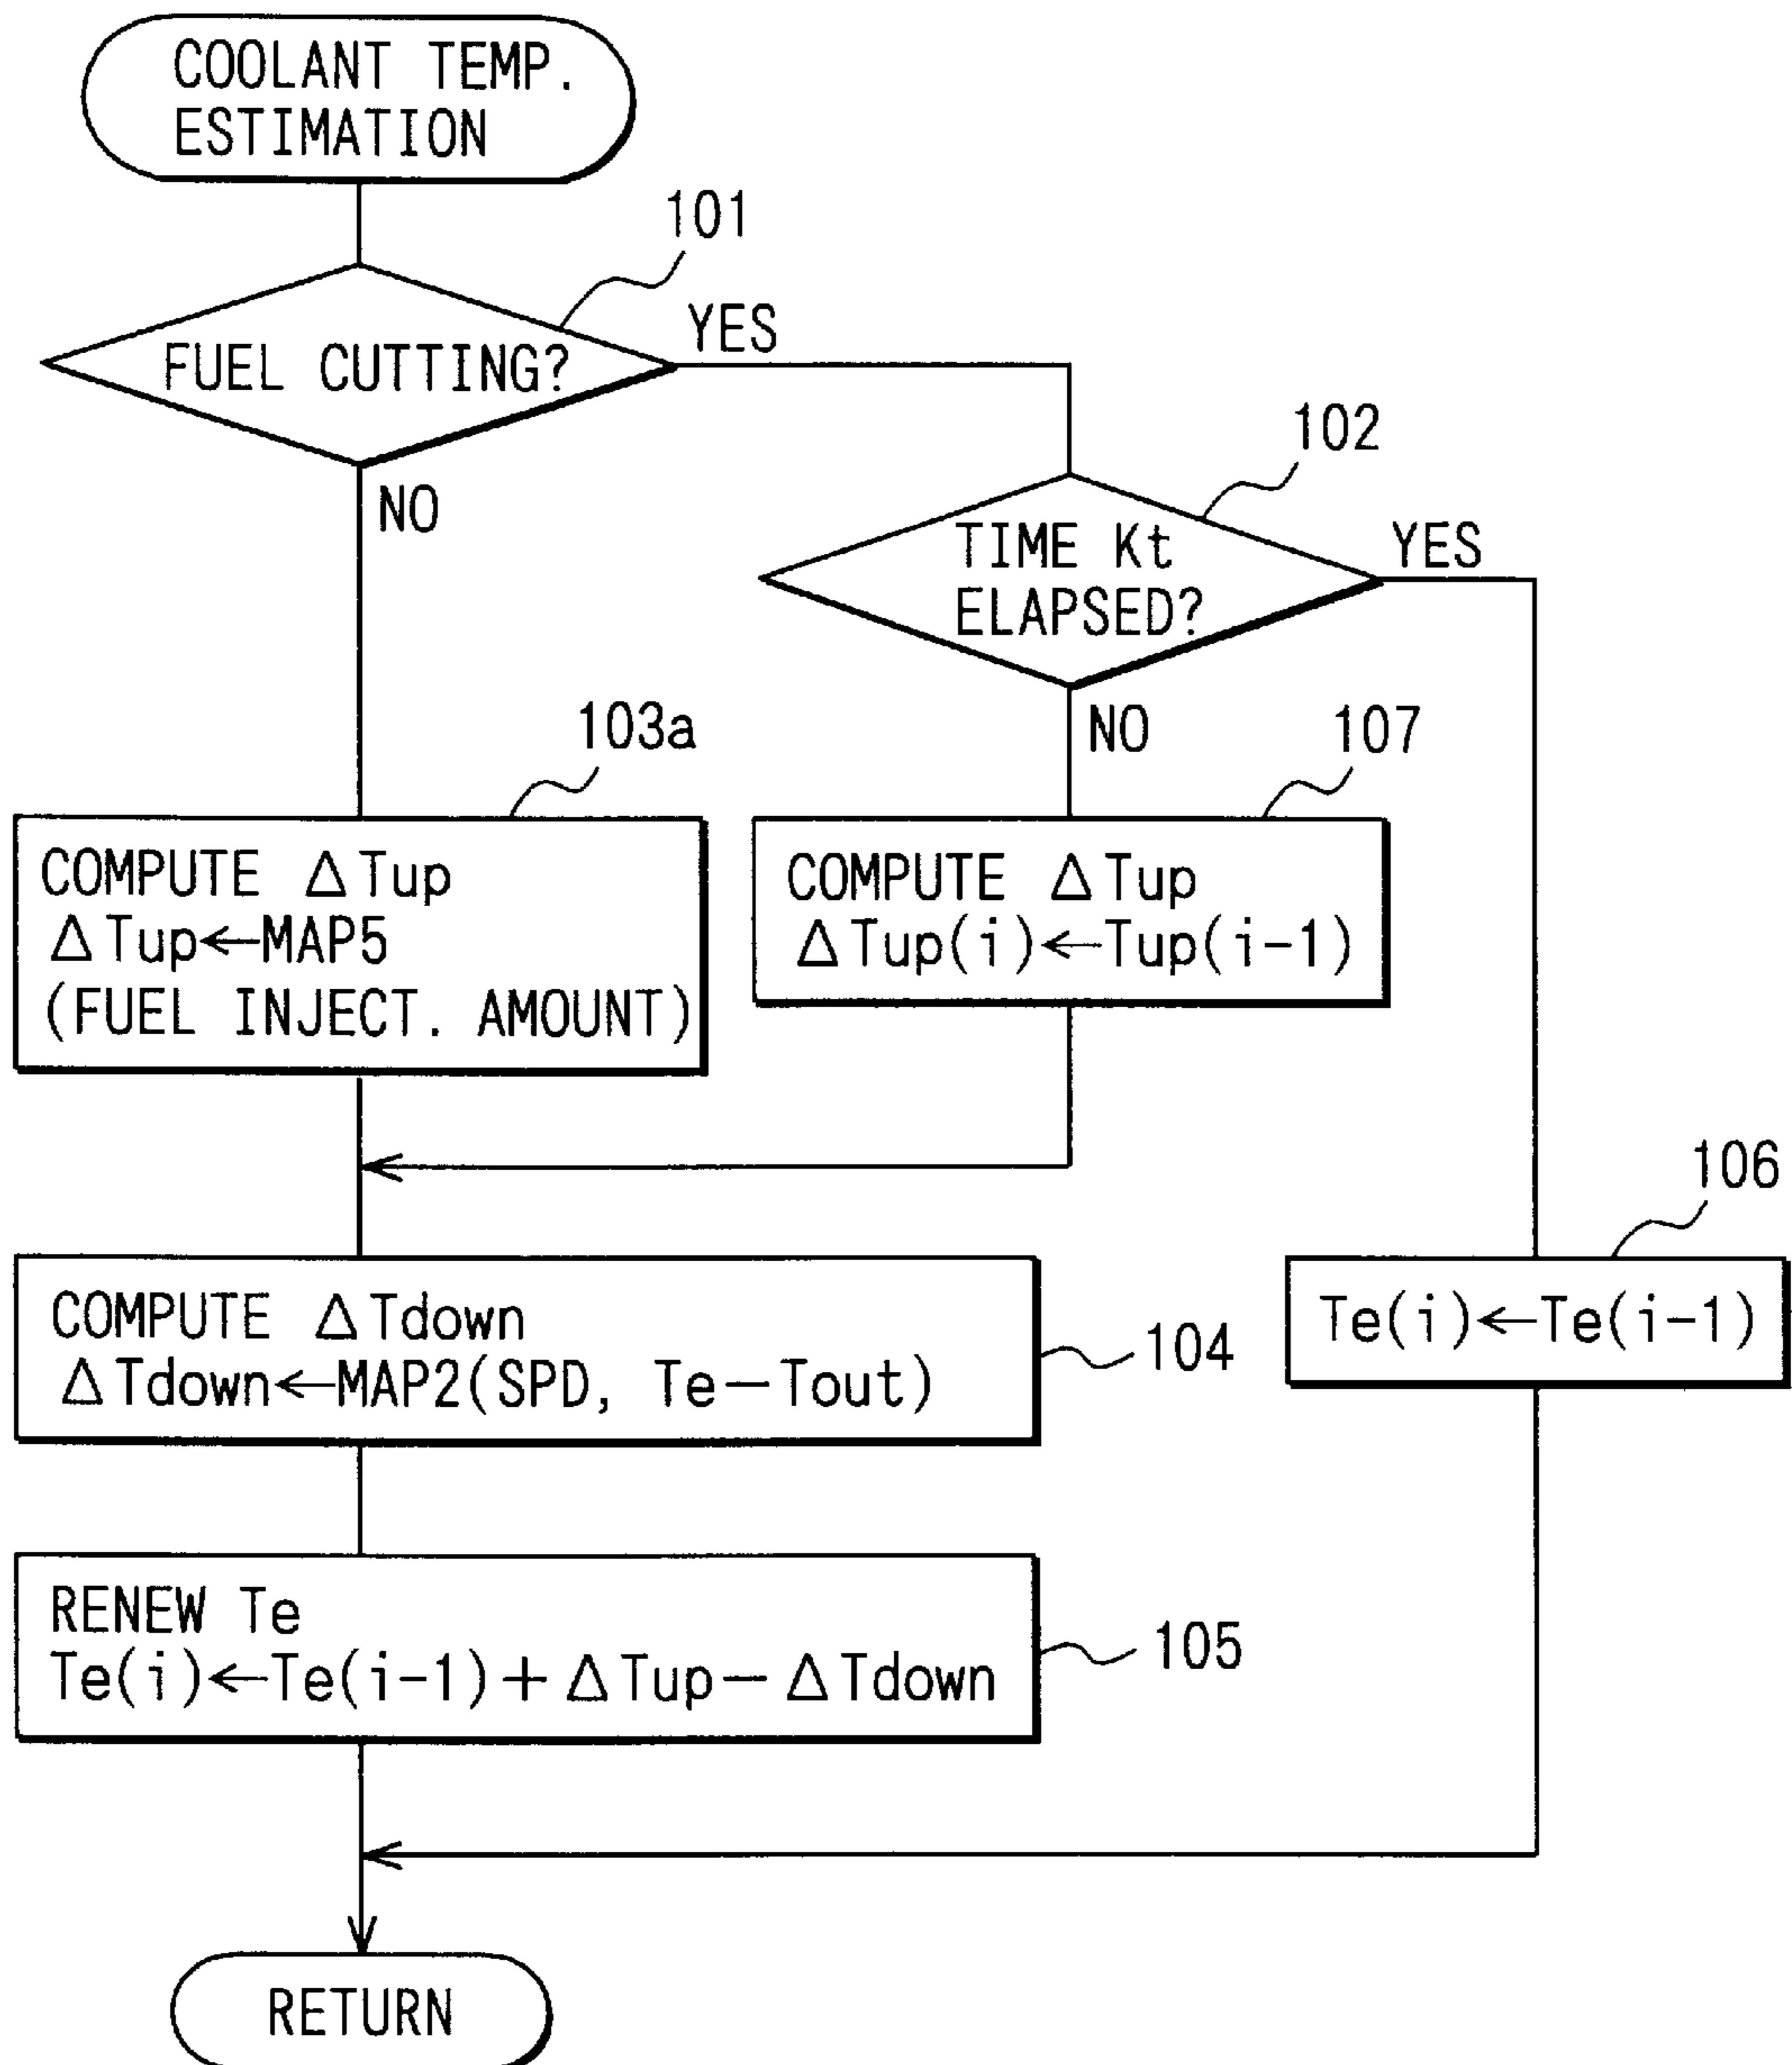 COOLANT TEMP.
ESTIMATION
101
FUEL CUTTING?
YES
NO
102
TIME Kt
ELAPSED?
YES
NO
103a
COMPUTE ΔTup
ΔTup←MAP5
(FUEL INJECT. AMOUNT)
107
COMPUTE ΔTup
ΔTup(i)←Tup(i-1)
106
Te(i)←Te(i-1)
COMPUTE ΔTdown
ΔTdown←MAP2(SPD, Te-Tout)
104
RENEW Te
Te(i)←Te(i-1)+ΔTup-ΔTdown
105
RETURN